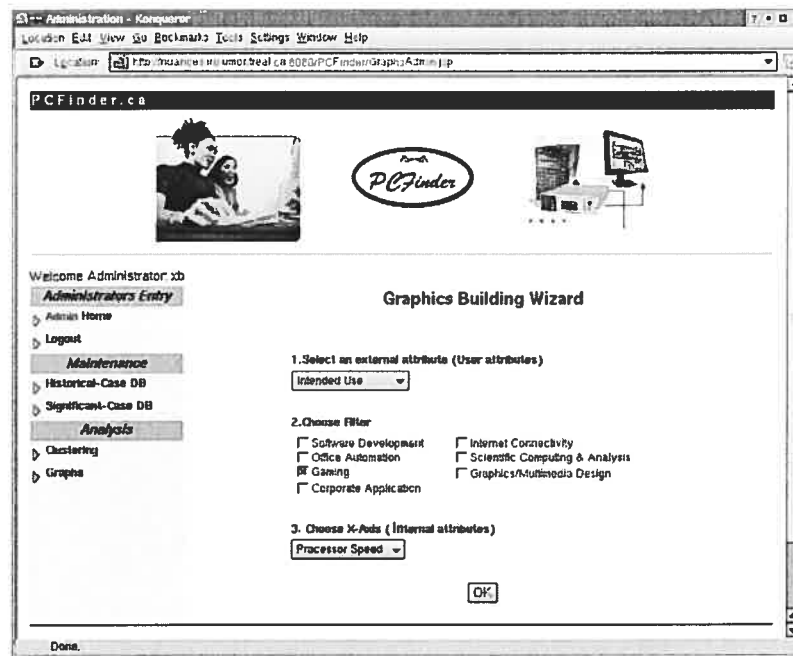 -- Administration - Konqueror
Location Edit View Go Bookmarks Tools Settings Window Help
Location:
PCFinder.ca
PCFinder
Welcome Administrator xb
Administrators Entry
Admin Home
Logout
Maintenance
Historical-Case DB
Significant-Case DB
Analysis
Clustering
Graphs
Graphics Building Wizard
1.Select an external attribute (User attributes)
Intended Use
2.Choose Filter
Software Development
Internet Connectivity
Office Automation
Scientific Computing & Analysis
Gaming
Graphics/Multimedia Design
Corporate Application
3. Choose X-Axis (Internal attributes)
Processor Speed
OK
Done.